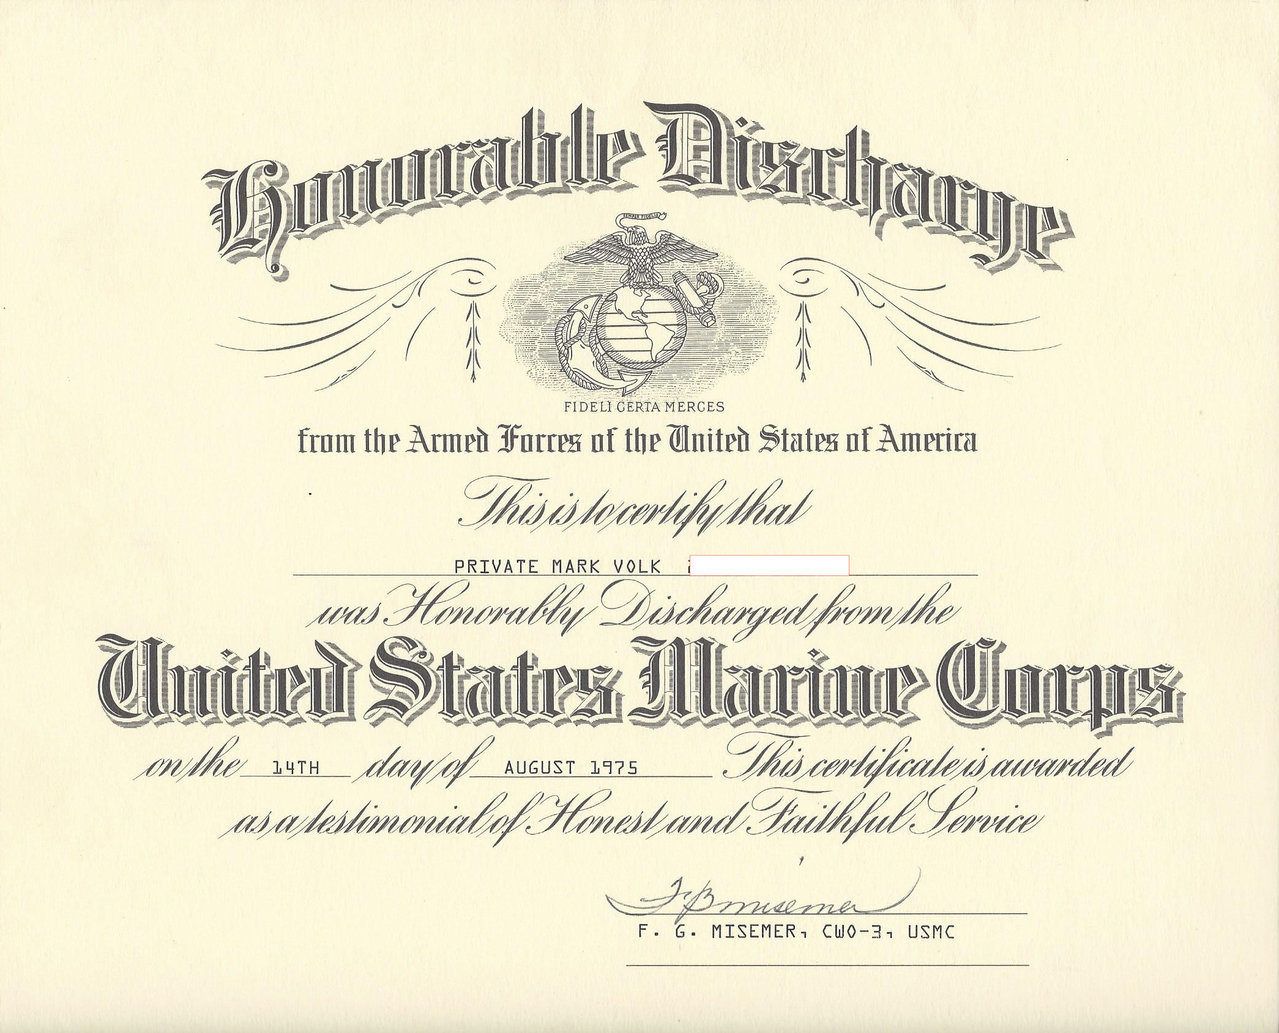 Honorable Discharge
SEMPER FIDELIS
FIDELI CERTA MERCES
from the Armed Forces of the United States of America
This is to certify that
PRIVATE MARK VOLK
was Honorably Discharged from the
United States Marine Corps
on the 14TH day of AUGUST 1975 This certificate is awarded
as a testimonial of Honest and Faithful Service
F. G. Misemer
F. G. MISEMER, CWO-3, USMC